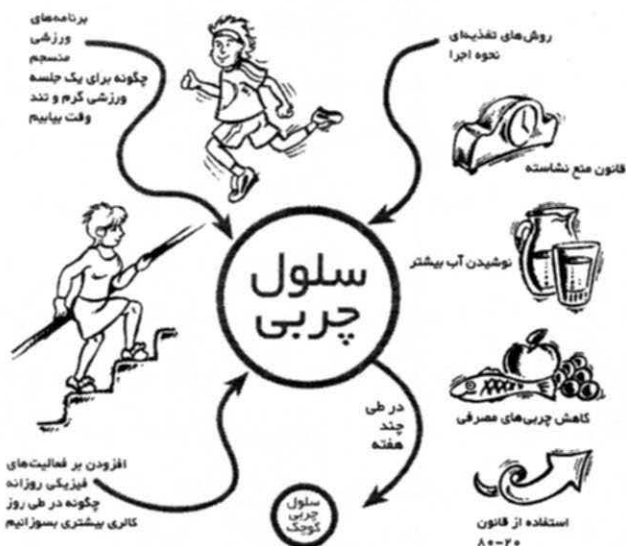 برنامه‌های
ورزشی
منسجم
چگونه برای یک جلسه
ورزشی گرم و تند
وقت بیابیم
روش‌های تغذیه‌ای
نحوه اجرا
قانون منع نشاسته
نوشیدن آب بیشتر
سلول
چربی
کاهش چربی‌های مصرفی
در طی
چند
هفته
افزودن بر فعالیت‌های
فیزیکی روزانه
چگونه در طی روز
کالری بیشتری بسوزانیم
سلول
چربی
کوچک
استفاده از قانون
۸۰-۲۰